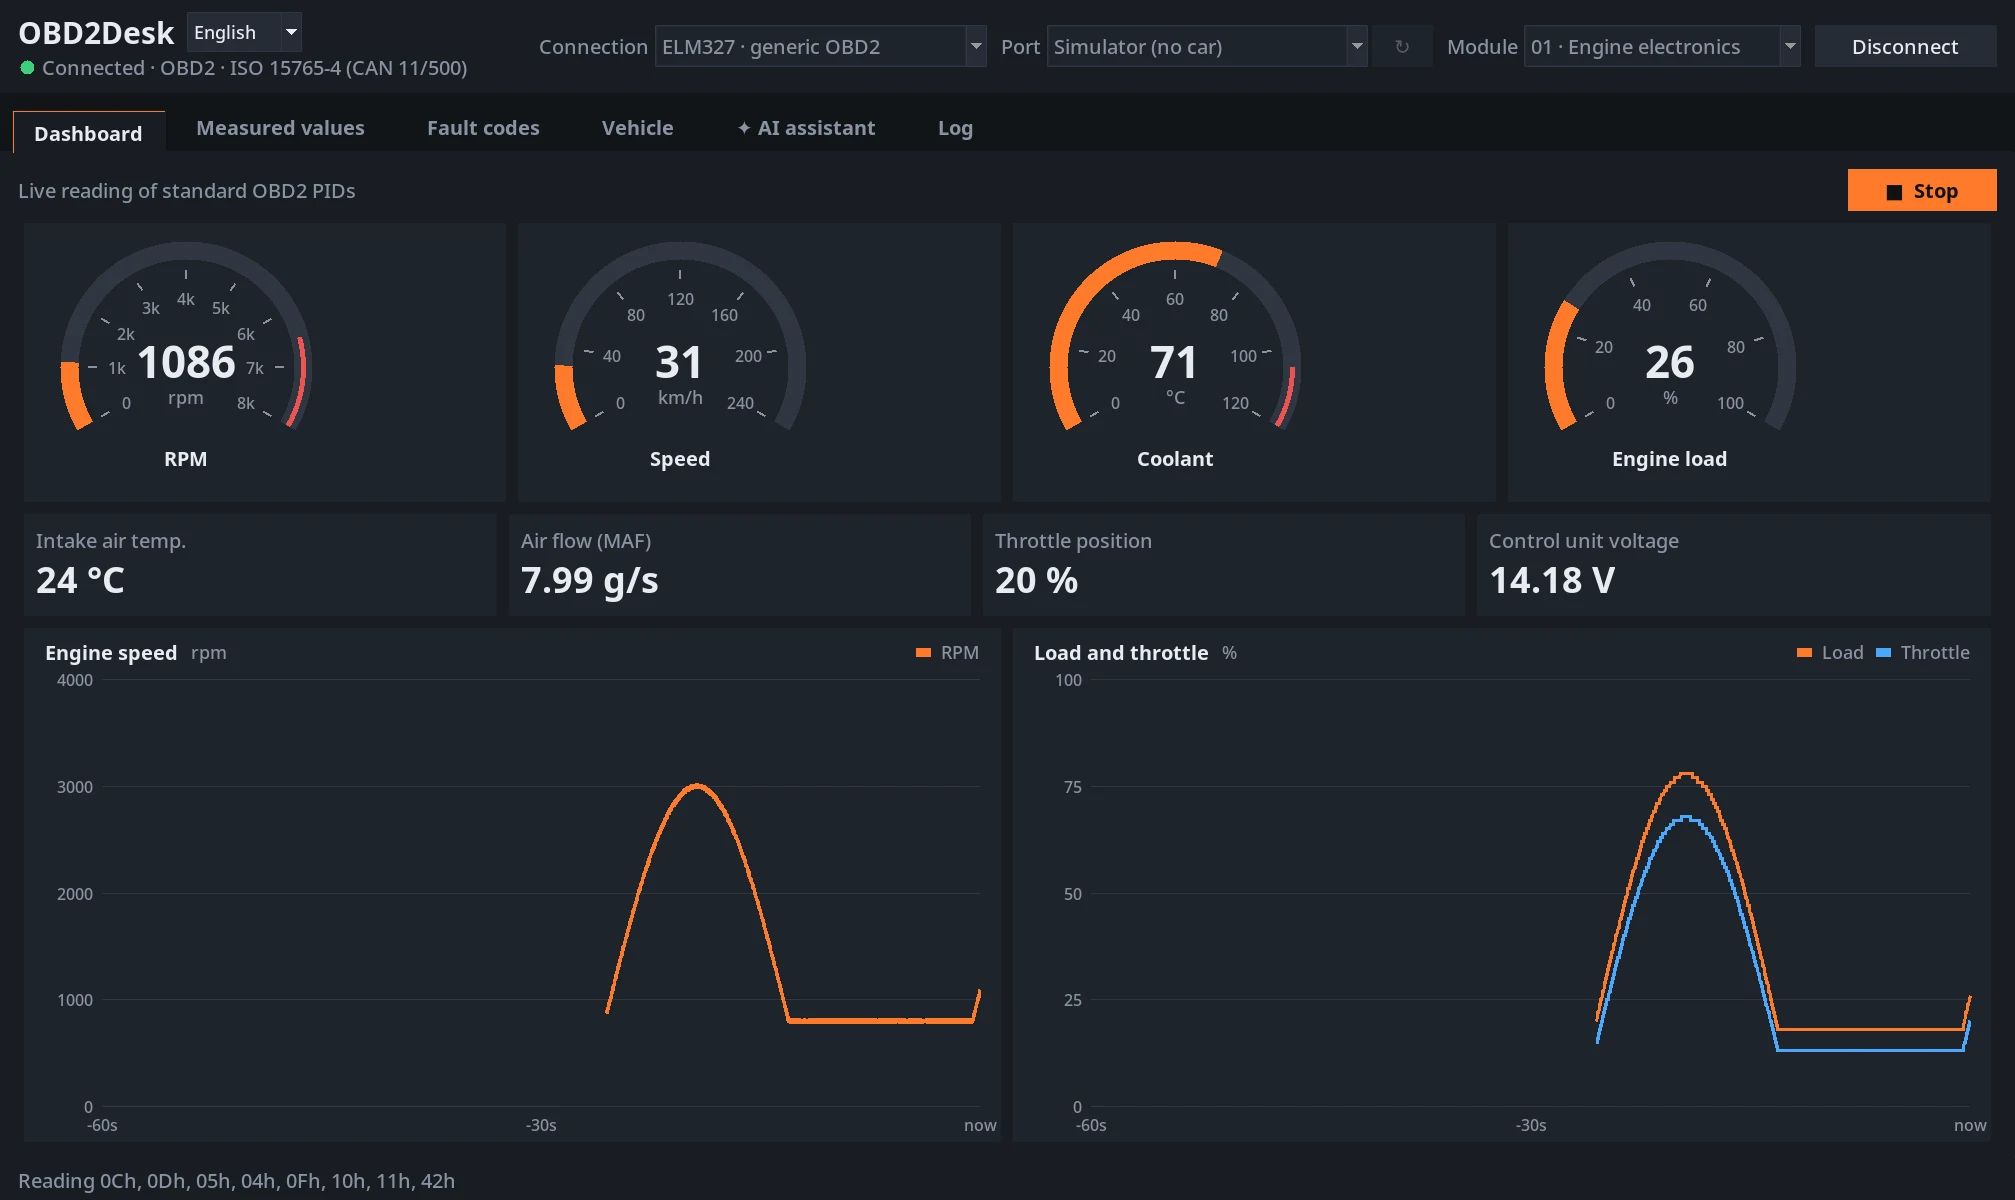 OBD2Desk English
Connected · OBD2 · ISO 15765-4 (CAN 11/500)
Connection ELM327 · generic OBD2 Port Simulator (no car) ↻ Module 01 · Engine electronics Disconnect
Dashboard Measured values Fault codes Vehicle ✦ AI assistant Log
Live reading of standard OBD2 PIDs
■ Stop
0 1k 2k 3k 4k 5k 6k 7k 8k
1086
rpm
RPM
0 40 80 120 160 200 240
31
km/h
Speed
0 20 40 60 80 100 120
71
°C
Coolant
0 20 40 60 80 100
26
%
Engine load
Intake air temp.
24 °C
Air flow (MAF)
7.99 g/s
Throttle position
20 %
Control unit voltage
14.18 V
Engine speed rpm RPM
4000
3000
2000
1000
0
-60s -30s now
Load and throttle % Load Throttle
100
75
50
25
0
-60s -30s now
Reading 0Ch, 0Dh, 05h, 04h, 0Fh, 10h, 11h, 42h